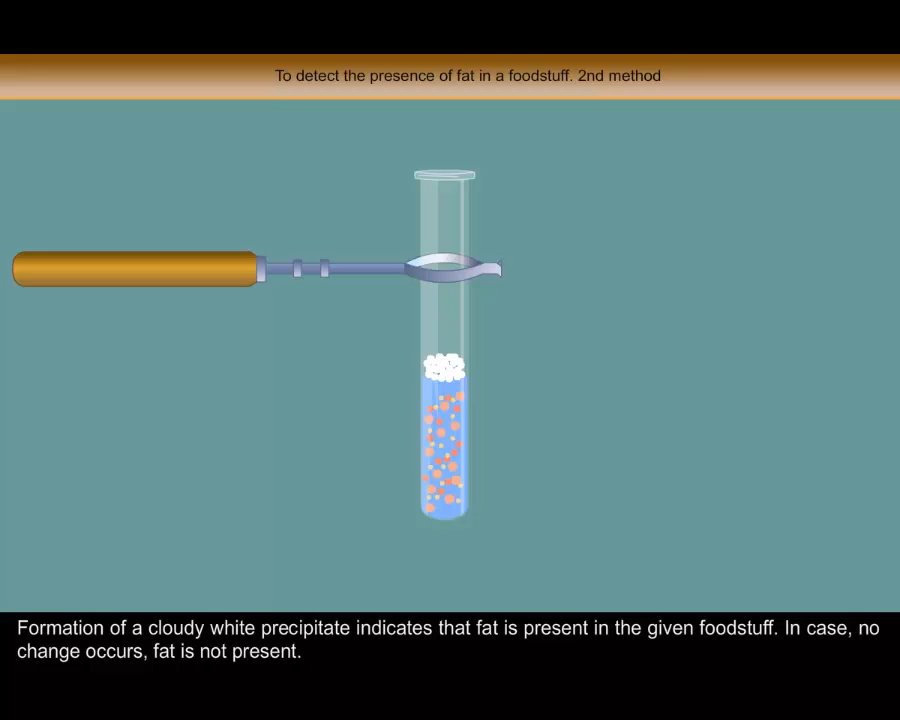 To detect the presence of fat in a foodstuff. 2nd method
Formation of a cloudy white precipitate indicates that fat is present in the given foodstuff. In case, no
change occurs, fat is not present.